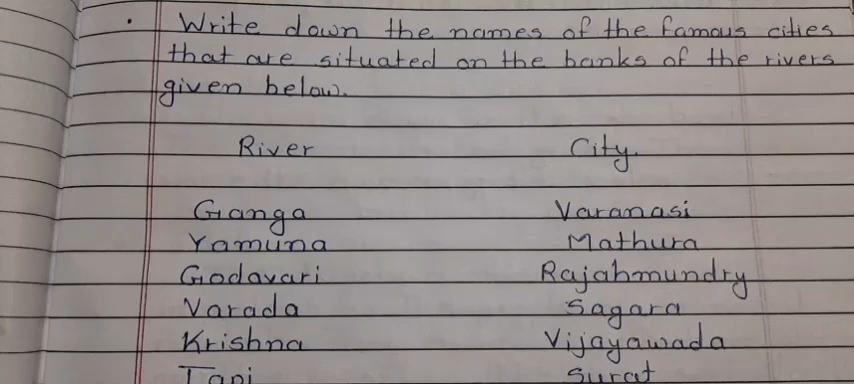 Write down the names of the famous cities
that are situated on the banks of the rivers
given below.
River City.
Ganga Varanasi
Yamuna Mathura
Godavari Rajahmundry
Varada Sagara
Krishna Vijayawada
Tapi Surat